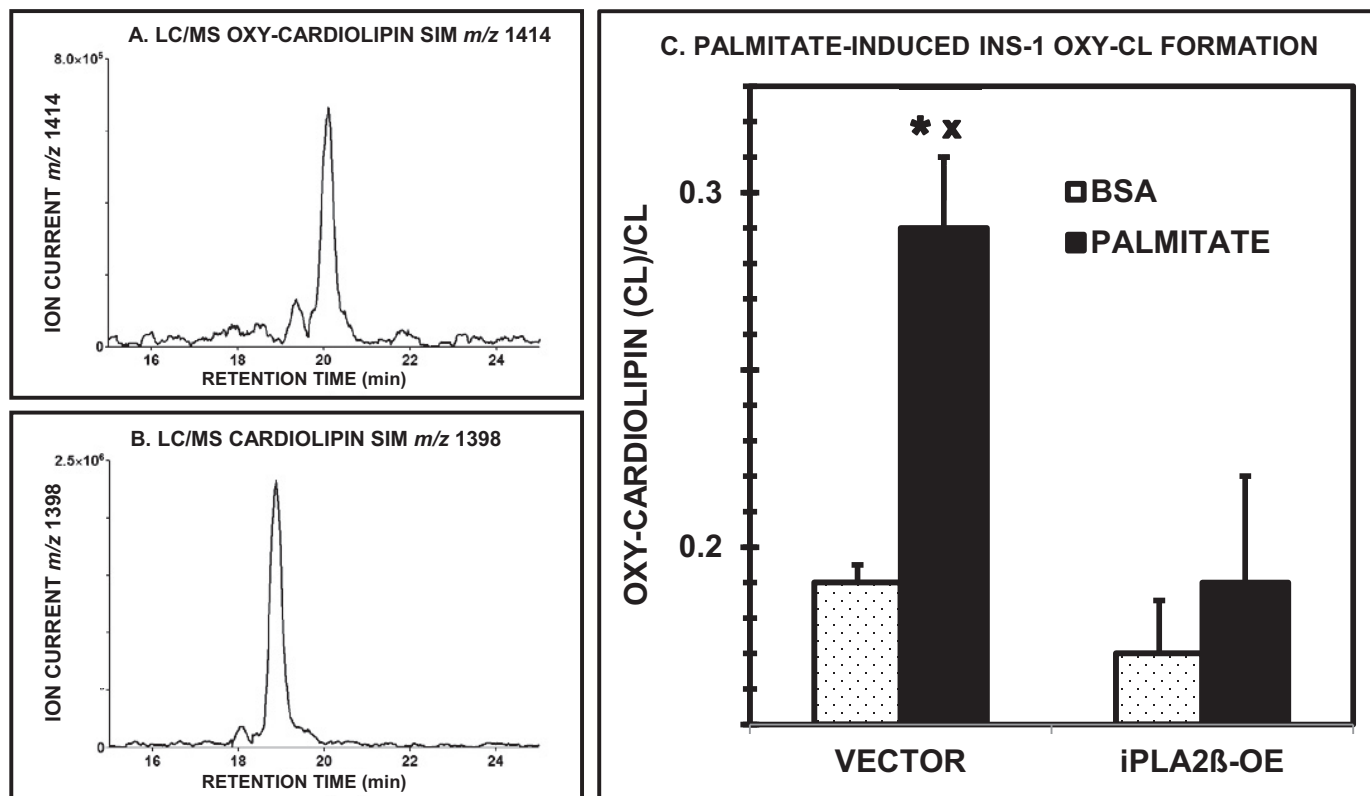 A. LC/MS OXY-CARDIOLIPIN SIM m/z 1414
8.0×10⁵
ION CURRENT m/z 1414
0
16 18 20 22 24
RETENTION TIME (min)
B. LC/MS CARDIOLIPIN SIM m/z 1398
2.5×10⁶
ION CURRENT m/z 1398
0
16 18 20 22 24
RETENTION TIME (min)
C. PALMITATE-INDUCED INS-1 OXY-CL FORMATION
* x
BSA
PALMITATE
0.3
0.2
OXY-CARDIOLIPIN (CL)/CL
VECTOR iPLA2ß-OE